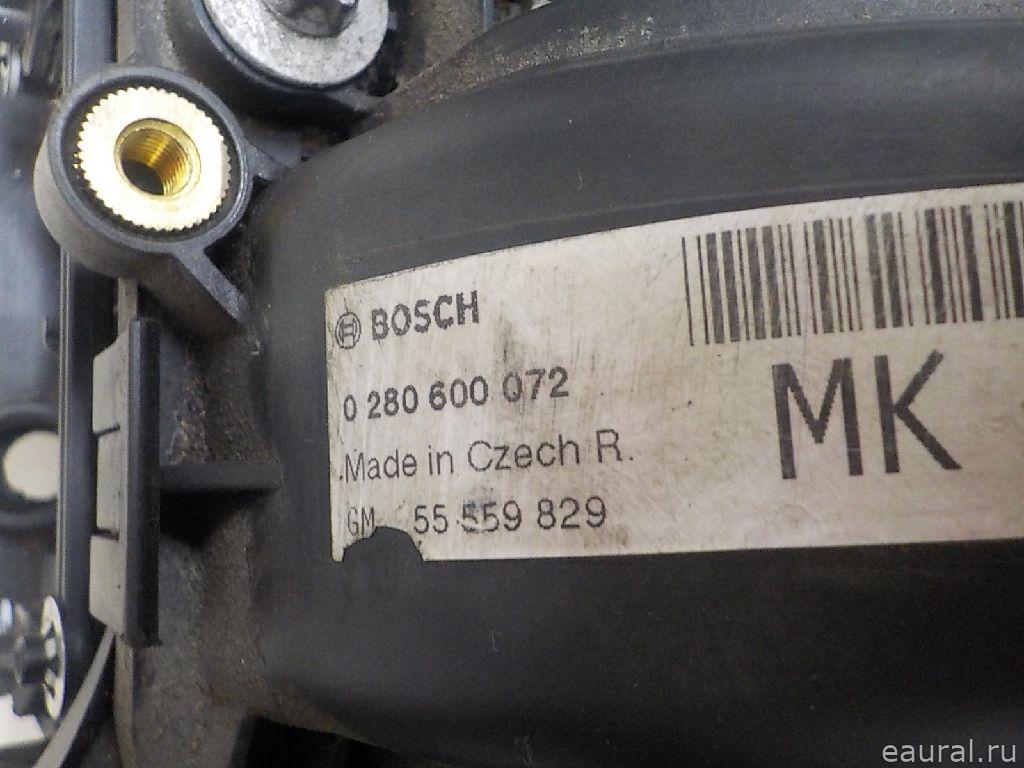 BOSCH
0 280 600 072
Made in Czech R.
GM 55 559 829
MK
eaural.ru